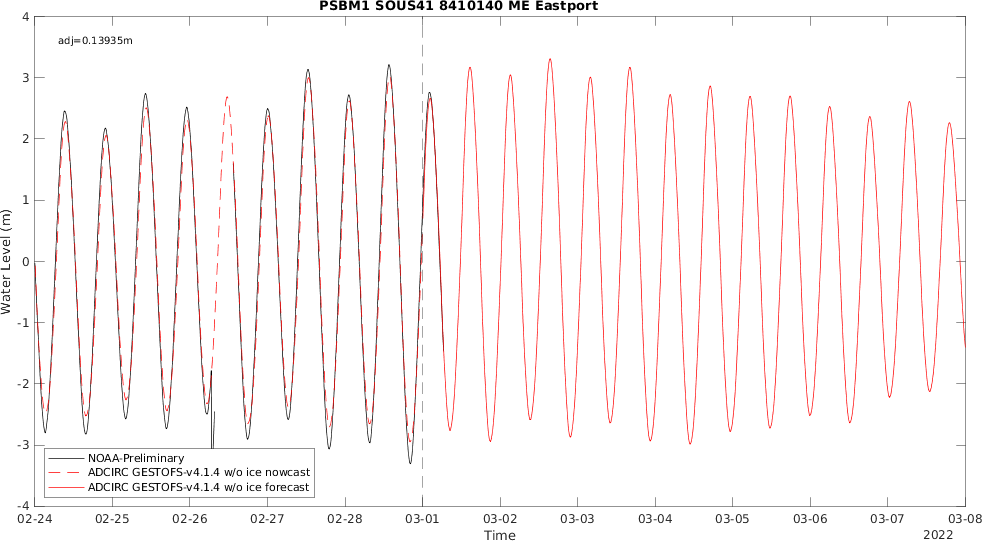 PSBM1 SOUS41 8410140 ME Eastport
adj=0.13935m
4
3
2
1
0
-1
-2
-3
-4
Water Level (m)
NOAA-Preliminary
ADCIRC GESTOFS-v4.1.4 w/o ice nowcast
ADCIRC GESTOFS-v4.1.4 w/o ice forecast
02-24 02-25 02-26 02-27 02-28 03-01 03-02 03-03 03-04 03-05 03-06 03-07 03-08
Time
2022